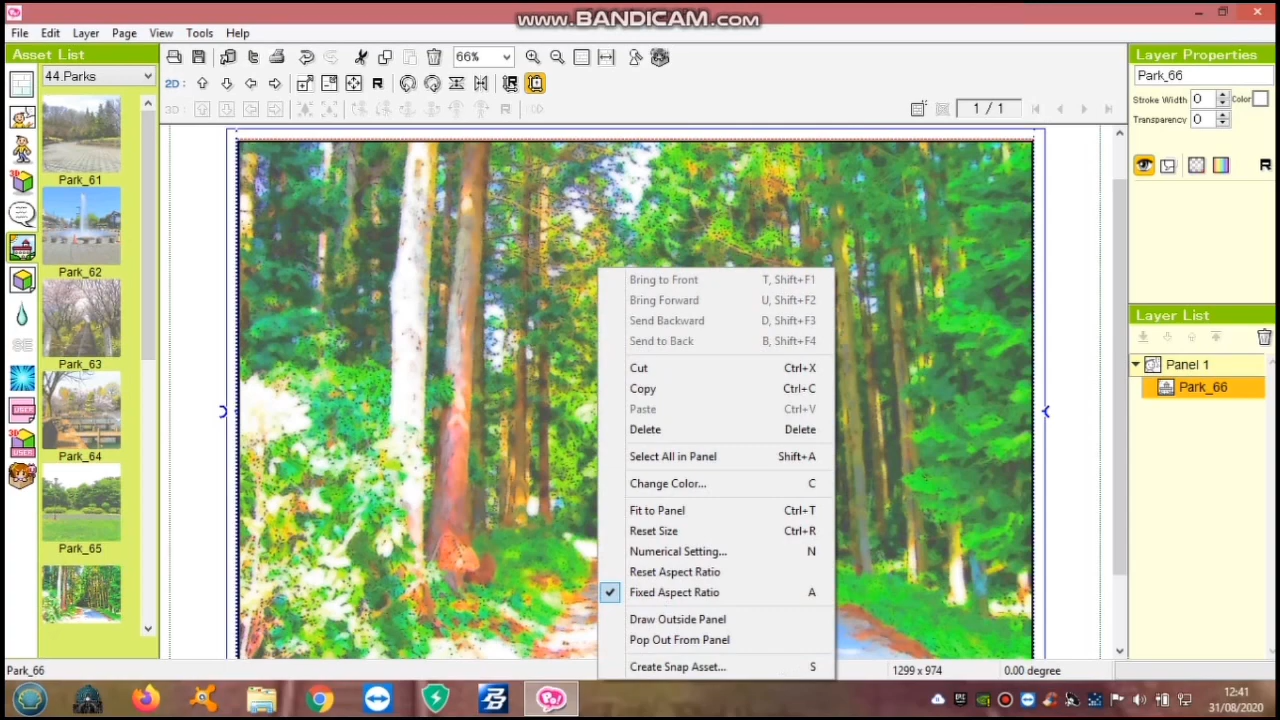 www.BANDICAM.com
File Edit Layer Page View Tools Help
Asset List
44.Parks
Park_61
Park_62
Park_63
Park_64
Park_65
66%
2D:
3D:
1 / 1
Bring to Front T, Shift+F1
Bring Forward U, Shift+F2
Send Backward D, Shift+F3
Send to Back B, Shift+F4
Cut Ctrl+X
Copy Ctrl+C
Paste Ctrl+V
Delete Delete
Select All in Panel Shift+A
Change Color... C
Fit to Panel Ctrl+T
Reset Size Ctrl+R
Numerical Setting... N
Reset Aspect Ratio
Fixed Aspect Ratio A
Draw Outside Panel
Pop Out From Panel
Create Snap Asset... S
Layer Properties
Park_66
Stroke Width 0 Color
Transparency 0
R
Layer List
Panel 1
Park_66
Park_66 1299 x 974 0.00 degree
12:41
31/08/2020